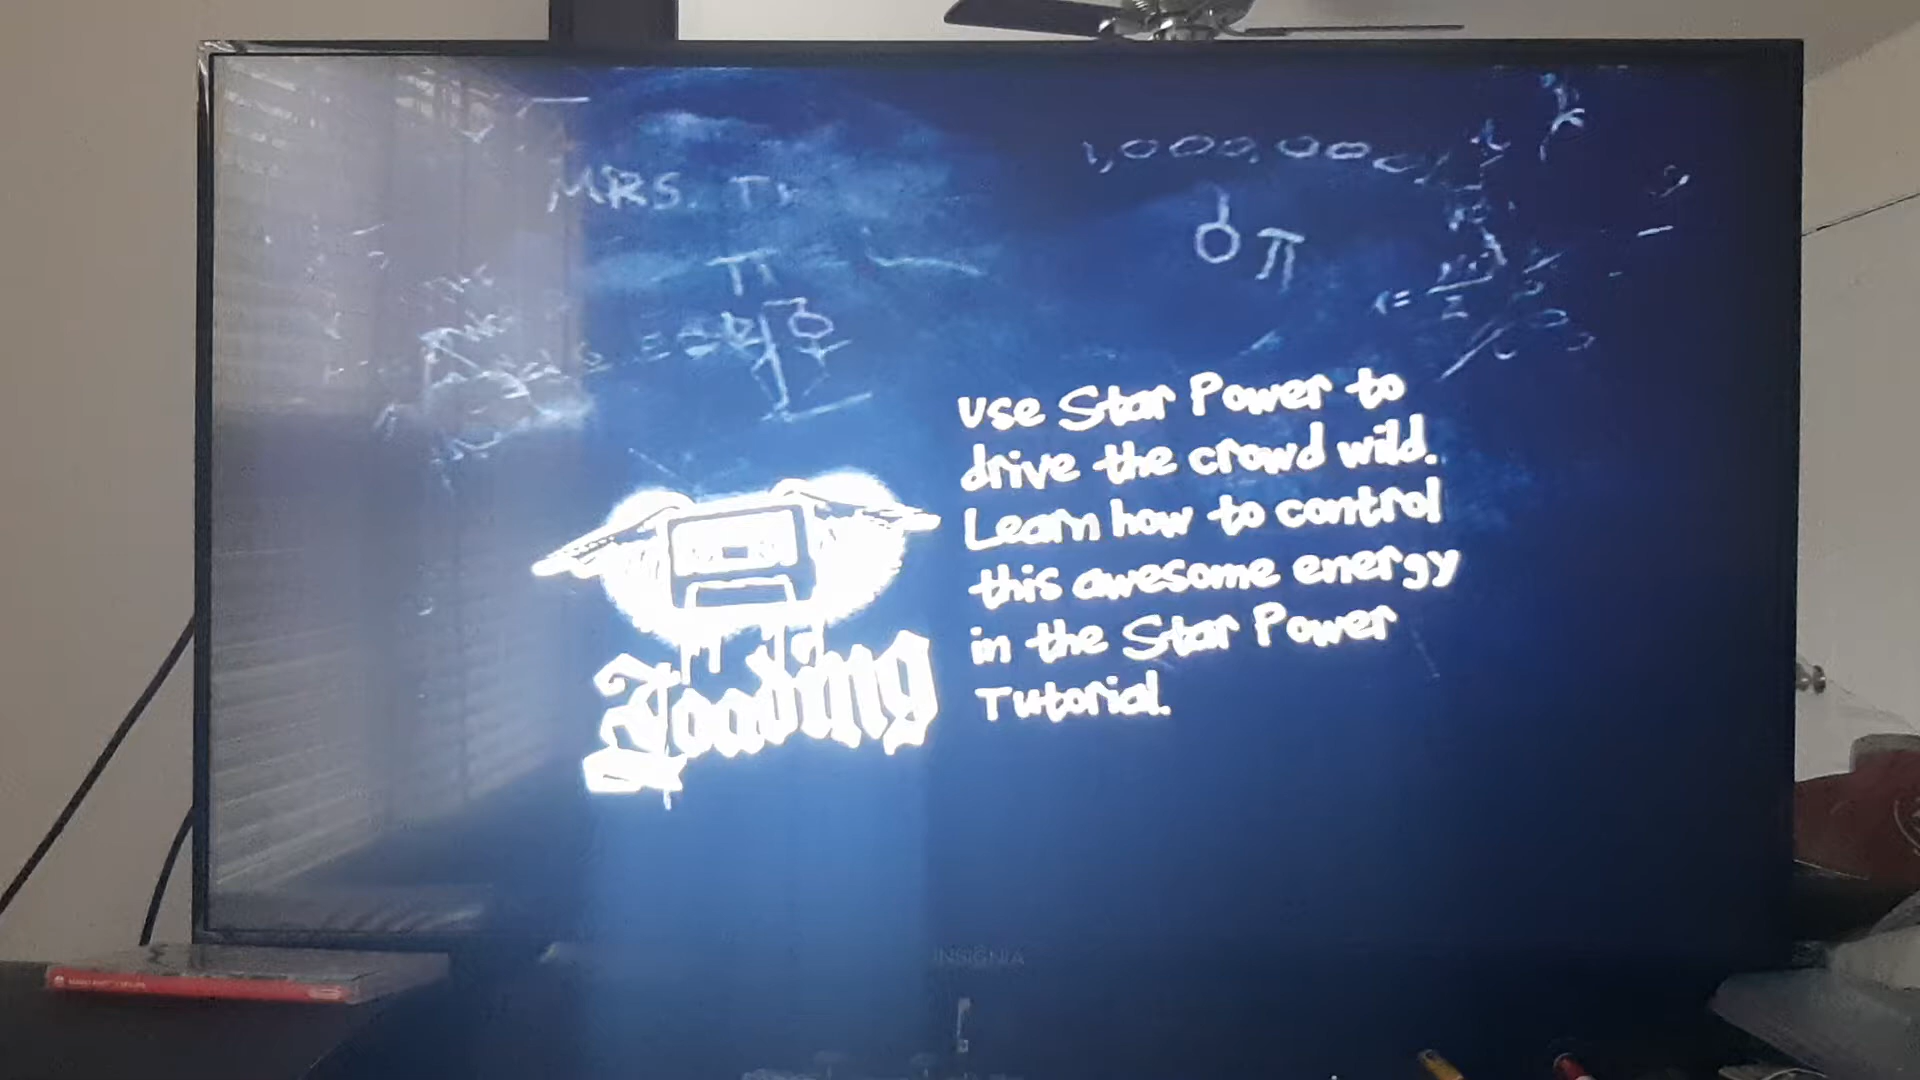 MRS. T
1,000,000
π
π
Use Star Power to
drive the crowd wild.
Learn how to control
this awesome energy
in the Star Power
Tutorial.
Loading
INSIGNIA